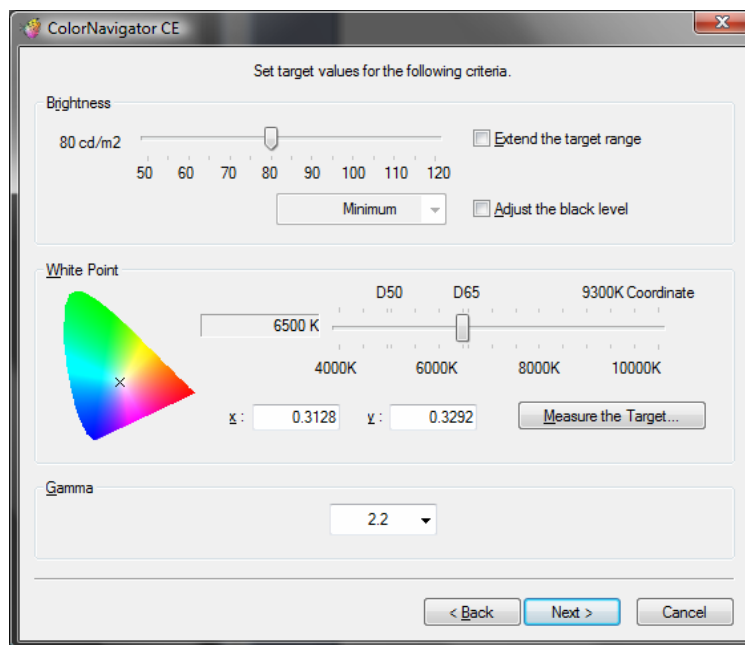 ColorNavigator CE
Set target values for the following criteria.
Brightness
80 cd/m2
Extend the target range
50 60 70 80 90 100 110 120
Minimum
Adjust the black level
White Point
D50 D65 9300K Coordinate
6500 K
4000K 6000K 8000K 10000K
x : 0.3128 y : 0.3292 Measure the Target...
Gamma
2.2
< Back Next > Cancel